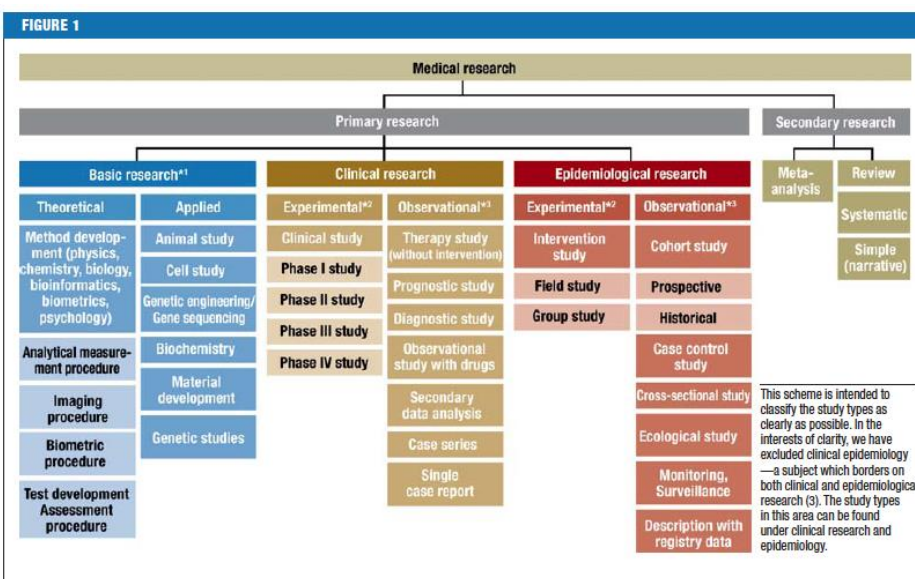 FIGURE 1
Medical research
Primary research
Secondary research
Basic research*1
Clinical research
Epidemiological research
Meta-
analysis
Review
Systematic
Simple
(narrative)
Theoretical
Method develop-
ment (physics,
chemistry, biology,
bioinformatics,
biometrics,
psychology)
Analytical measure-
ment procedure
Imaging
procedure
Biometric
procedure
Test development
Assessment
procedure
Applied
Animal study
Cell study
Genetic engineering/
Gene sequencing
Biochemistry
Material
development
Genetic studies
Experimental*2
Clinical study
Phase I study
Phase II study
Phase III study
Phase IV study
Observational*3
Therapy study
(without intervention)
Prognostic study
Diagnostic study
Observational
study with drugs
Secondary
data analysis
Case series
Single
case report
Experimental*2
Intervention
study
Field study
Group study
Observational*3
Cohort study
Prospective
Historical
Case control
study
Cross-sectional study
Ecological study
Monitoring,
Surveillance
Description with
registry data
This scheme is intended to
classify the study types as
clearly as possible. In the
interests of clarity, we have
excluded clinical epidemiology
—a subject which borders on
both clinical and epidemiological
research (3). The study types
in this area can be found
under clinical research and
epidemiology.